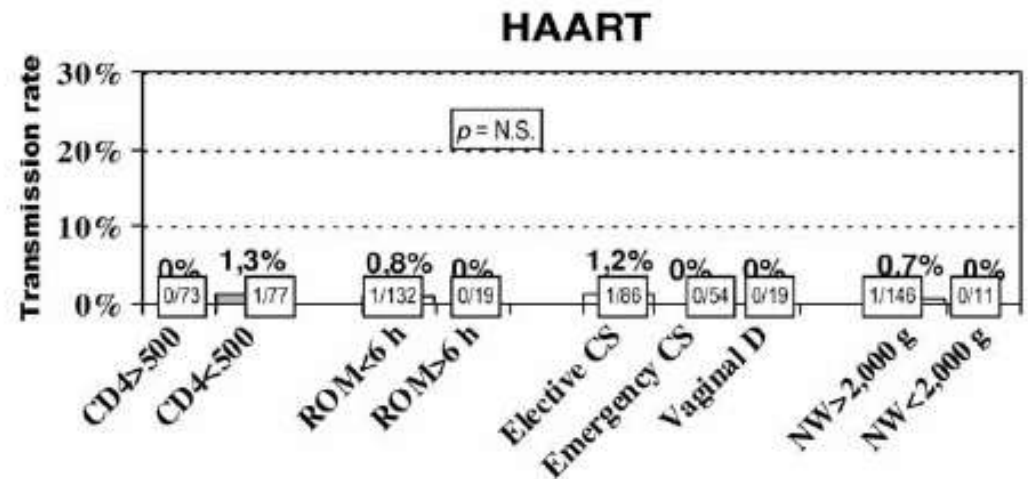 HAART
Transmission rate
30%
20%
10%
0%
p = N.S.
0% 1,3% 0,8% 0% 1,2% 0% 0% 0,7% 0%
0/73 1/77 1/132 0/19 1/86 0/54 0/19 1/146 0/11
CD4>500
CD4<500
ROM<6 h
ROM>6 h
Elective CS
Emergency CS
Vaginal D
NW>2,000 g
NW<2,000 g